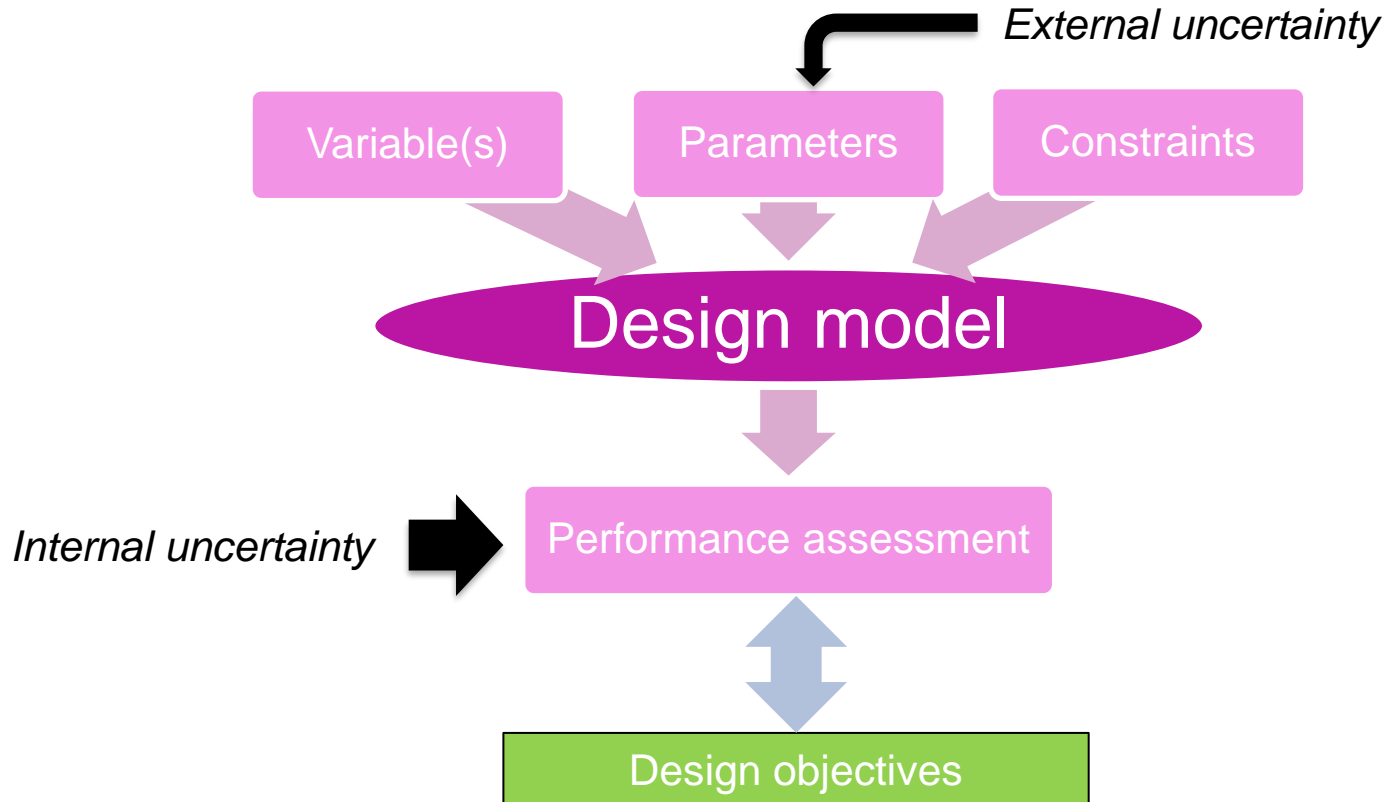 External uncertainty
Variable(s)
Parameters
Constraints
Design model
Internal uncertainty
Performance assessment
Design objectives